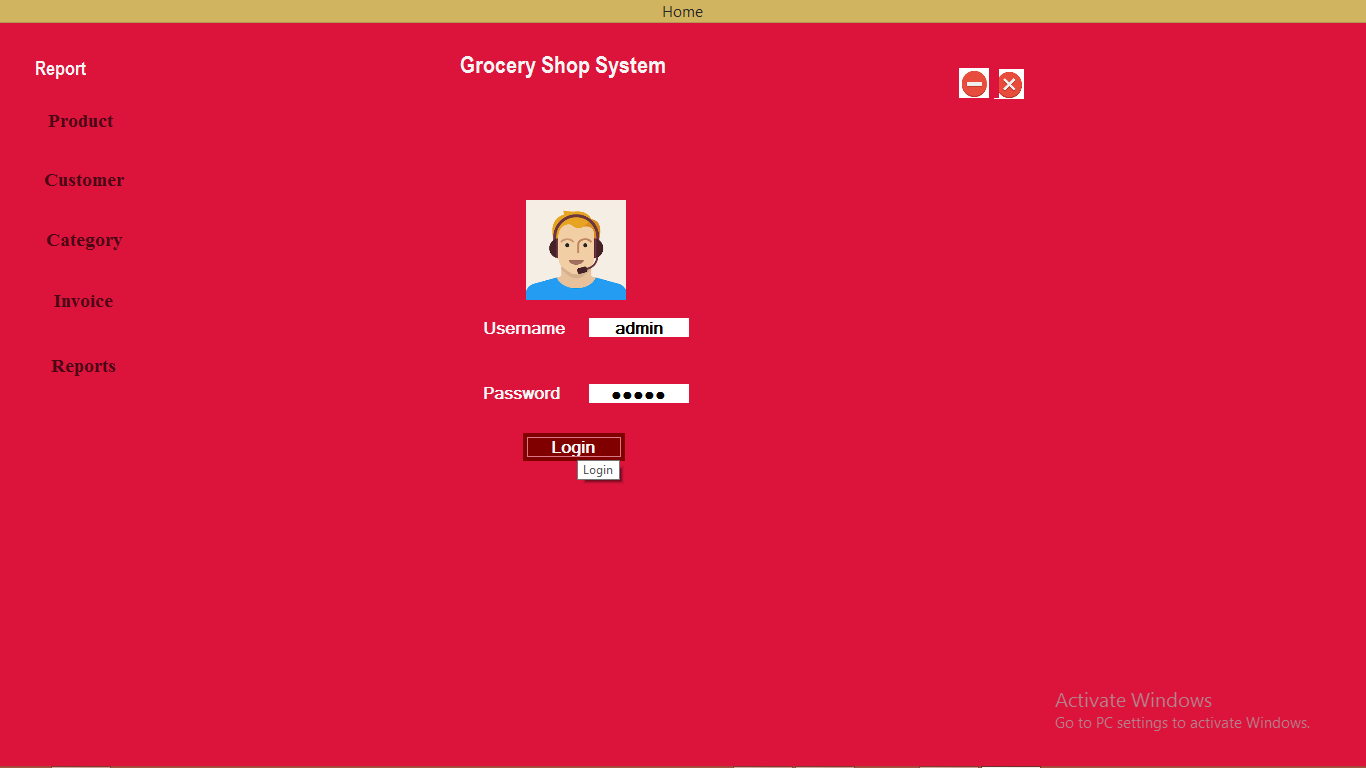 Home
Report
Grocery Shop System
Product
Customer
Category
Invoice
Reports
Username admin
Password ●●●●●
Login
Login
Activate Windows
Go to PC settings to activate Windows.